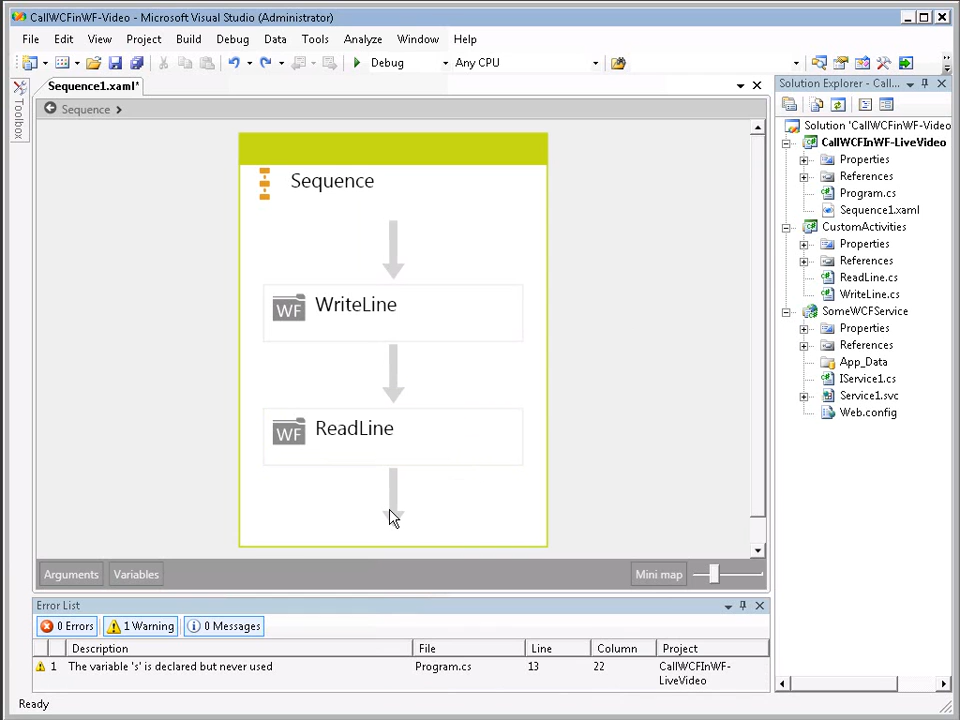 CallWCFinWF-Video - Microsoft Visual Studio (Administrator)
File Edit View Project Build Debug Data Tools Analyze Window Help
Debug Any CPU
Toolbox
Sequence1.xaml*
Sequence
Sequence
WF WriteLine
WF ReadLine
Arguments Variables Mini map
Error List
0 Errors 1 Warning 0 Messages
Description File Line Column Project
1 The variable 's' is declared but never used Program.cs 13 22 CallWCFInWF-
LiveVideo
Ready
Solution Explorer - Call...
Solution 'CallWCFinWF-Video
CallWCFInWF-LiveVideo
Properties
References
Program.cs
Sequence1.xaml
CustomActivities
Properties
References
ReadLine.cs
WriteLine.cs
SomeWCFService
Properties
References
App_Data
IService1.cs
Service1.svc
Web.config